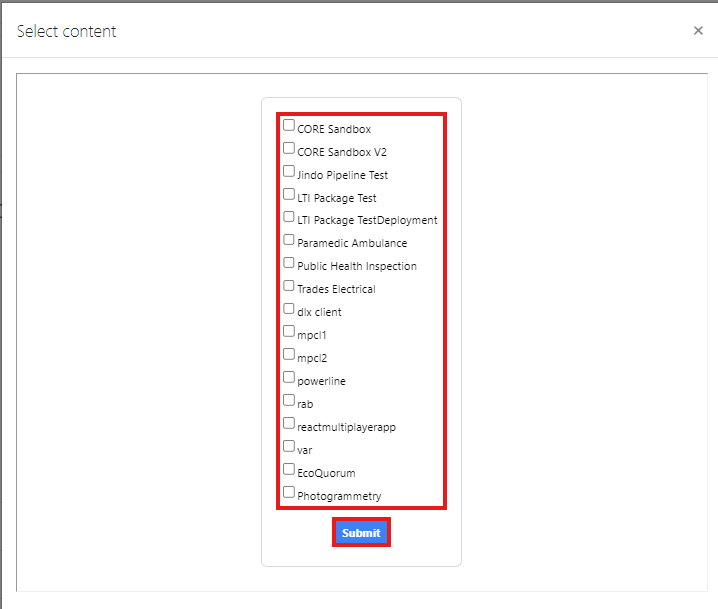 Select content
×
CORE Sandbox
CORE Sandbox V2
Jindo Pipeline Test
LTI Package Test
LTI Package TestDeployment
Paramedic Ambulance
Public Health Inspection
Trades Electrical
dlx client
mpcl1
mpcl2
powerline
rab
reactmultiplayerapp
var
EcoQuorum
Photogrammetry
Submit